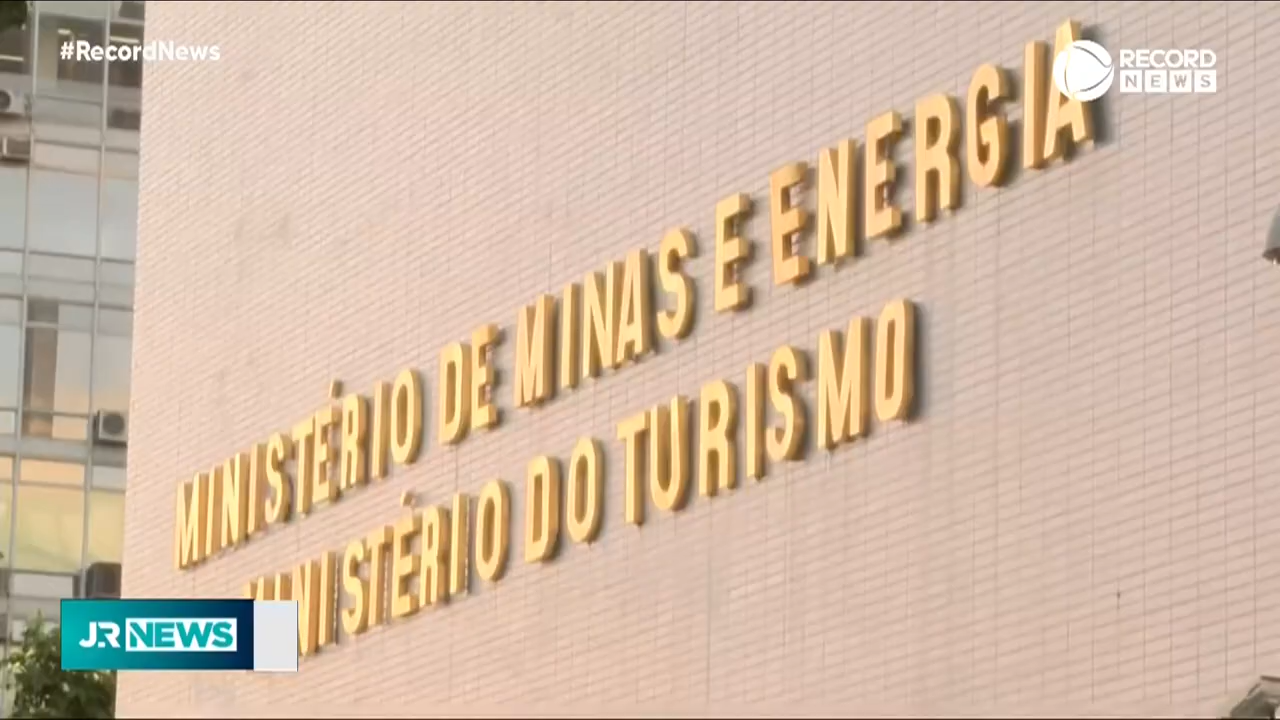 #RecordNews
RECORD
NEWS
MINISTÉRIO DE MINAS E ENERGIA
MINISTÉRIO DO TURISMO
JR NEWS